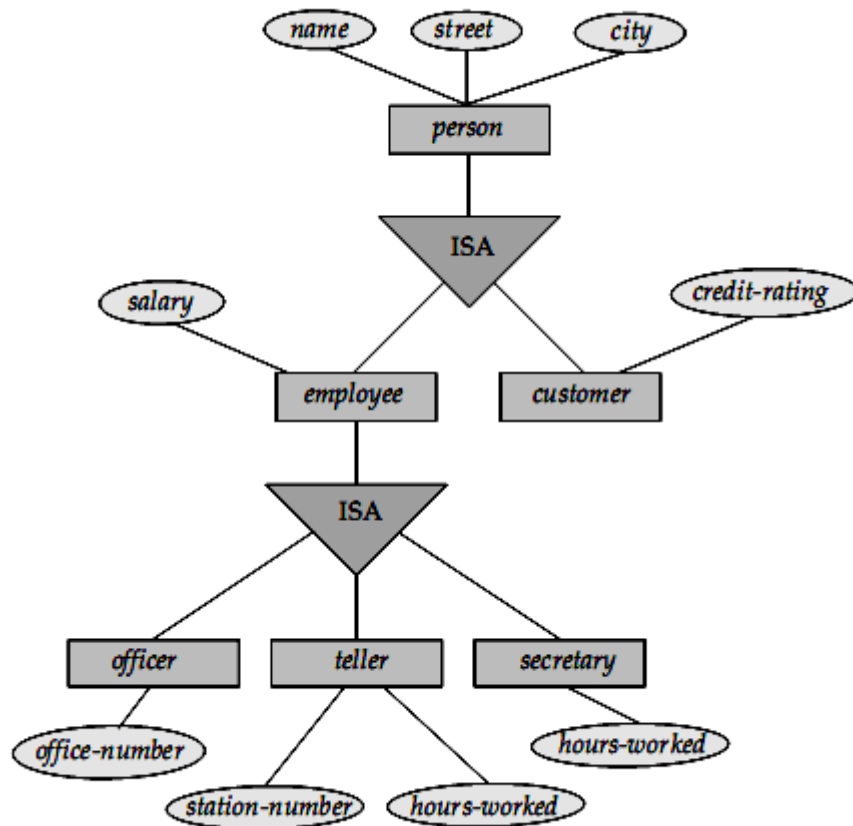 name
street
city
person
ISA
salary
credit-rating
employee
customer
ISA
officer
teller
secretary
office-number
hours-worked
station-number
hours-worked